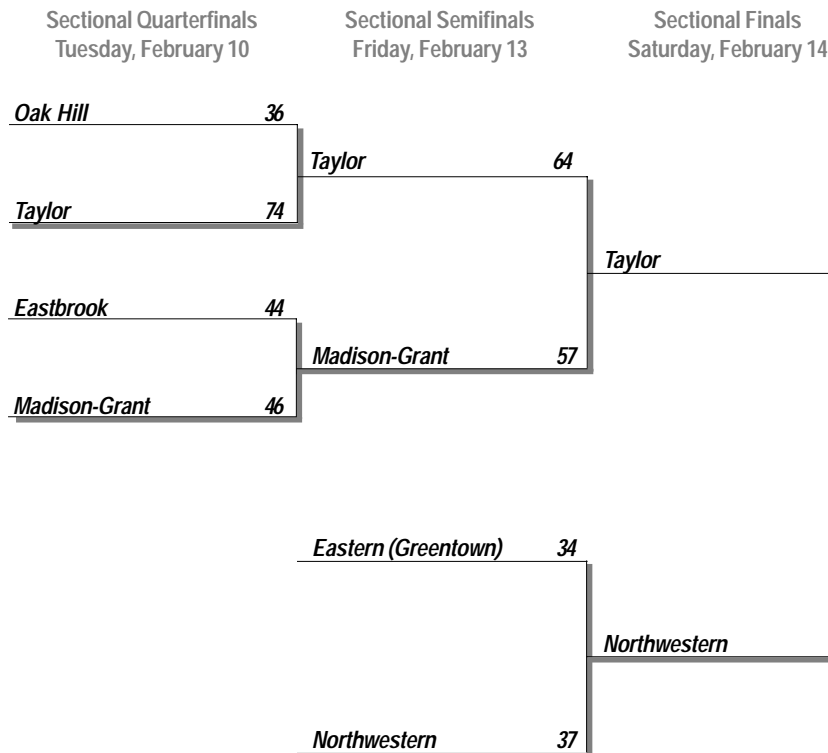 Sectional Quarterfinals
Tuesday, February 10
Sectional Semifinals
Friday, February 13
Sectional Finals
Saturday, February 14
Oak Hill 36
Taylor 74
Eastbrook 44
Madison-Grant 46
Taylor 64
Madison-Grant 57
Eastern (Greentown) 34
Northwestern 37
Taylor
Northwestern